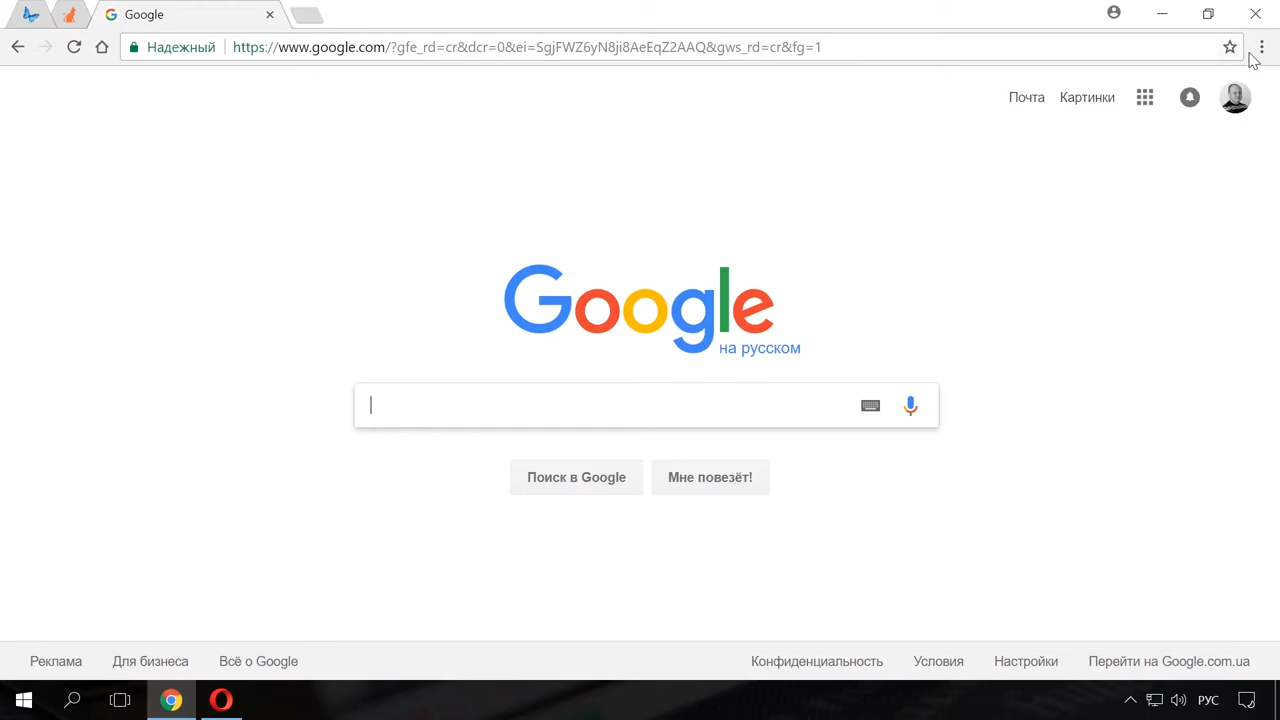 Google
Надежный
https://www.google.com/?gfe_rd=cr&dcr=0&ei=SgjFWZ6yN8ji8AeEqZ2AAQ&gws_rd=cr&fg=1
Почта Картинки
Google
на русском
Поиск в Google Мне повезёт!
Реклама Для бизнеса Всё о Google Конфиденциальность Условия Настройки Перейти на Google.com.ua
РУС